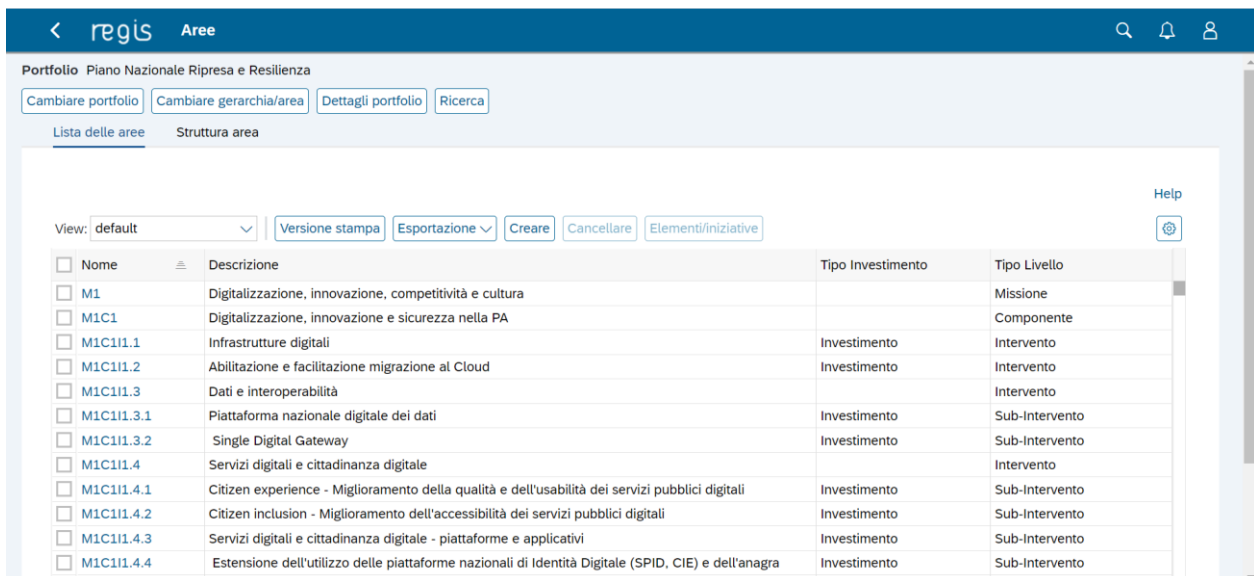 regis Aree
Portfolio Piano Nazionale Ripresa e Resilienza
Cambiare portfolio Cambiare gerarchia/area Dettagli portfolio Ricerca
Lista delle aree Struttura area
Help
View: default Versione stampa Esportazione Creare Cancellare Elementi/iniziative
Nome Descrizione Tipo Investimento Tipo Livello
M1 Digitalizzazione, innovazione, competitività e cultura Missione
M1C1 Digitalizzazione, innovazione e sicurezza nella PA Componente
M1C1I1.1 Infrastrutture digitali Investimento Intervento
M1C1I1.2 Abilitazione e facilitazione migrazione al Cloud Investimento Intervento
M1C1I1.3 Dati e interoperabilità Intervento
M1C1I1.3.1 Piattaforma nazionale digitale dei dati Investimento Sub-Intervento
M1C1I1.3.2 Single Digital Gateway Investimento Sub-Intervento
M1C1I1.4 Servizi digitali e cittadinanza digitale Intervento
M1C1I1.4.1 Citizen experience - Miglioramento della qualità e dell'usabilità dei servizi pubblici digitali Investimento Sub-Intervento
M1C1I1.4.2 Citizen inclusion - Miglioramento dell'accessibilità dei servizi pubblici digitali Investimento Sub-Intervento
M1C1I1.4.3 Servizi digitali e cittadinanza digitale - piattaforme e applicativi Investimento Sub-Intervento
M1C1I1.4.4 Estensione dell'utilizzo delle piattaforme nazionali di Identità Digitale (SPID, CIE) e dell'anagra Investimento Sub-Intervento